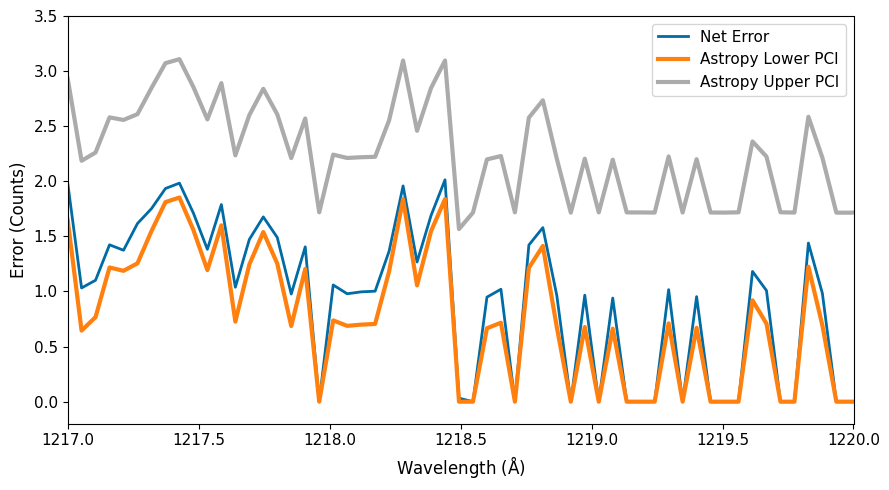 3.5
3.0
2.5
2.0
1.5
1.0
0.5
0.0
Error (Counts)
Net Error
Astropy Lower PCI
Astropy Upper PCI
1217.0 1217.5 1218.0 1218.5 1219.0 1219.5 1220.0
Wavelength (Å)